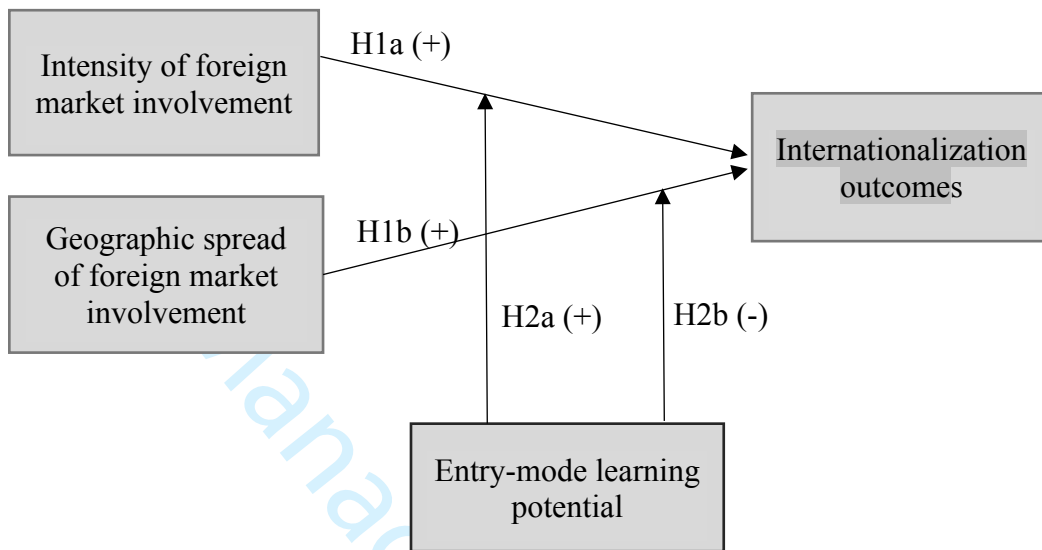 H1a (+)
Intensity of foreign
market involvement
Internationalization
outcomes
Geographic spread
of foreign market
involvement
H1b (+)
H2a (+)
H2b (-)
Entry-mode learning
potential